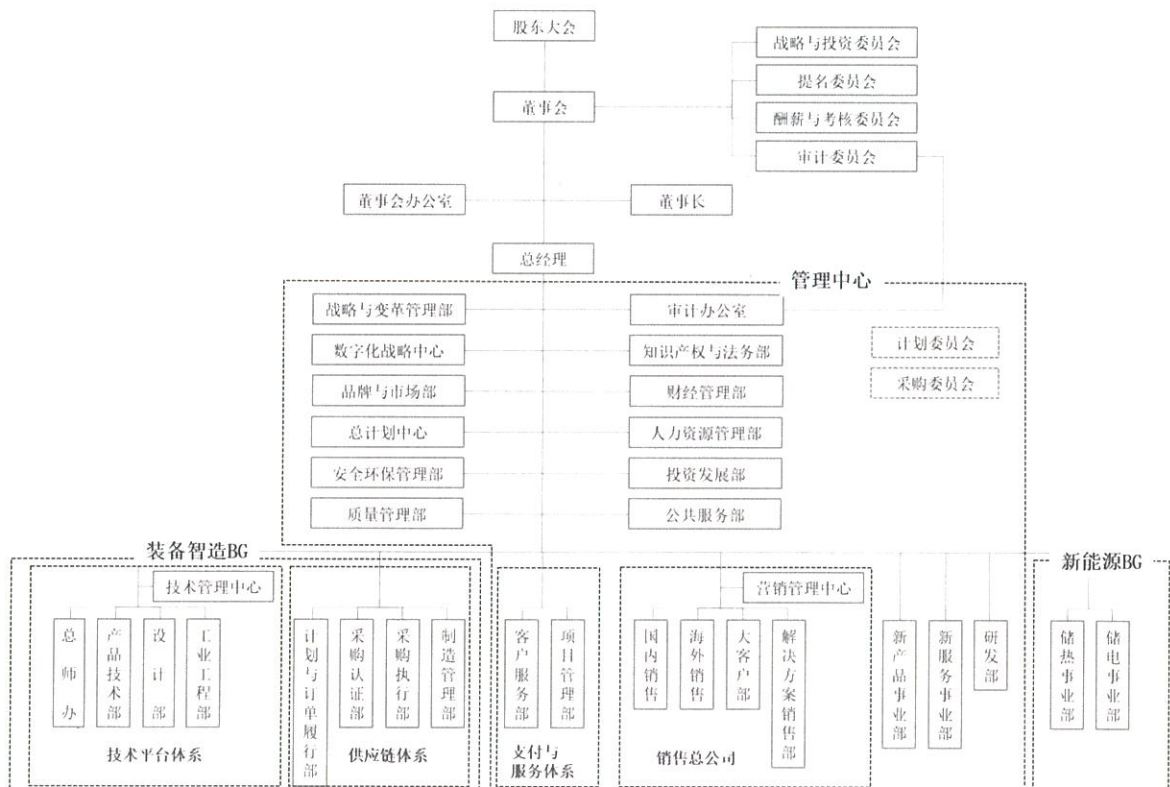 股东大会
战略与投资委员会
提名委员会
董事会
酬薪与考核委员会
审计委员会
董事会办公室
董事长
总经理
管理中心
战略与变革管理部
审计办公室
数字化战略中心
知识产权与法务部
计划委员会
品牌与市场部
财经管理部
采购委员会
总计划中心
人力资源管理部
安全环保管理部
投资发展部
质量管理部
公共服务部
装备智造BG
新能源BG
技术管理中心
营销管理中心
总师办
产品技术部
设计部
工业工程部
计划与订单履行部
采购认证部
采购执行部
制造管理部
客户服务部
项目管理部
国内销售
海外销售
大客户部
解决方案销售部
新产品事业部
新服务事业部
研发部
储热事业部
储电事业部
技术平台体系
供应链体系
支付与
服务体系
销售总公司